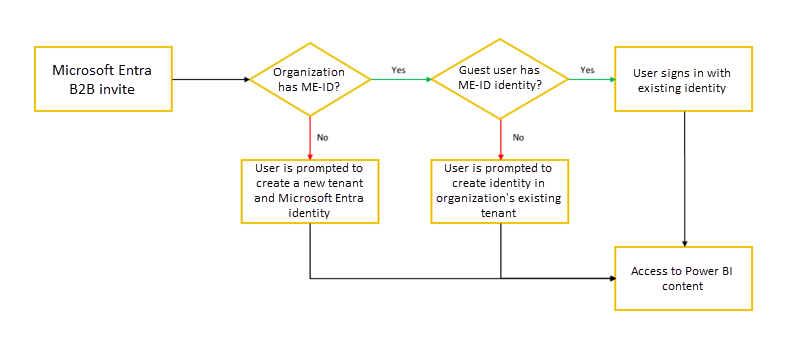 Microsoft Entra
B2B invite
Organization
has ME-ID?
Yes
Guest user has
ME-ID identity?
Yes
User signs in with
existing identity
No
No
User is prompted to
create a new tenant
and Microsoft Entra
identity
User is prompted to
create identity in
organization's existing
tenant
Access to Power BI
content